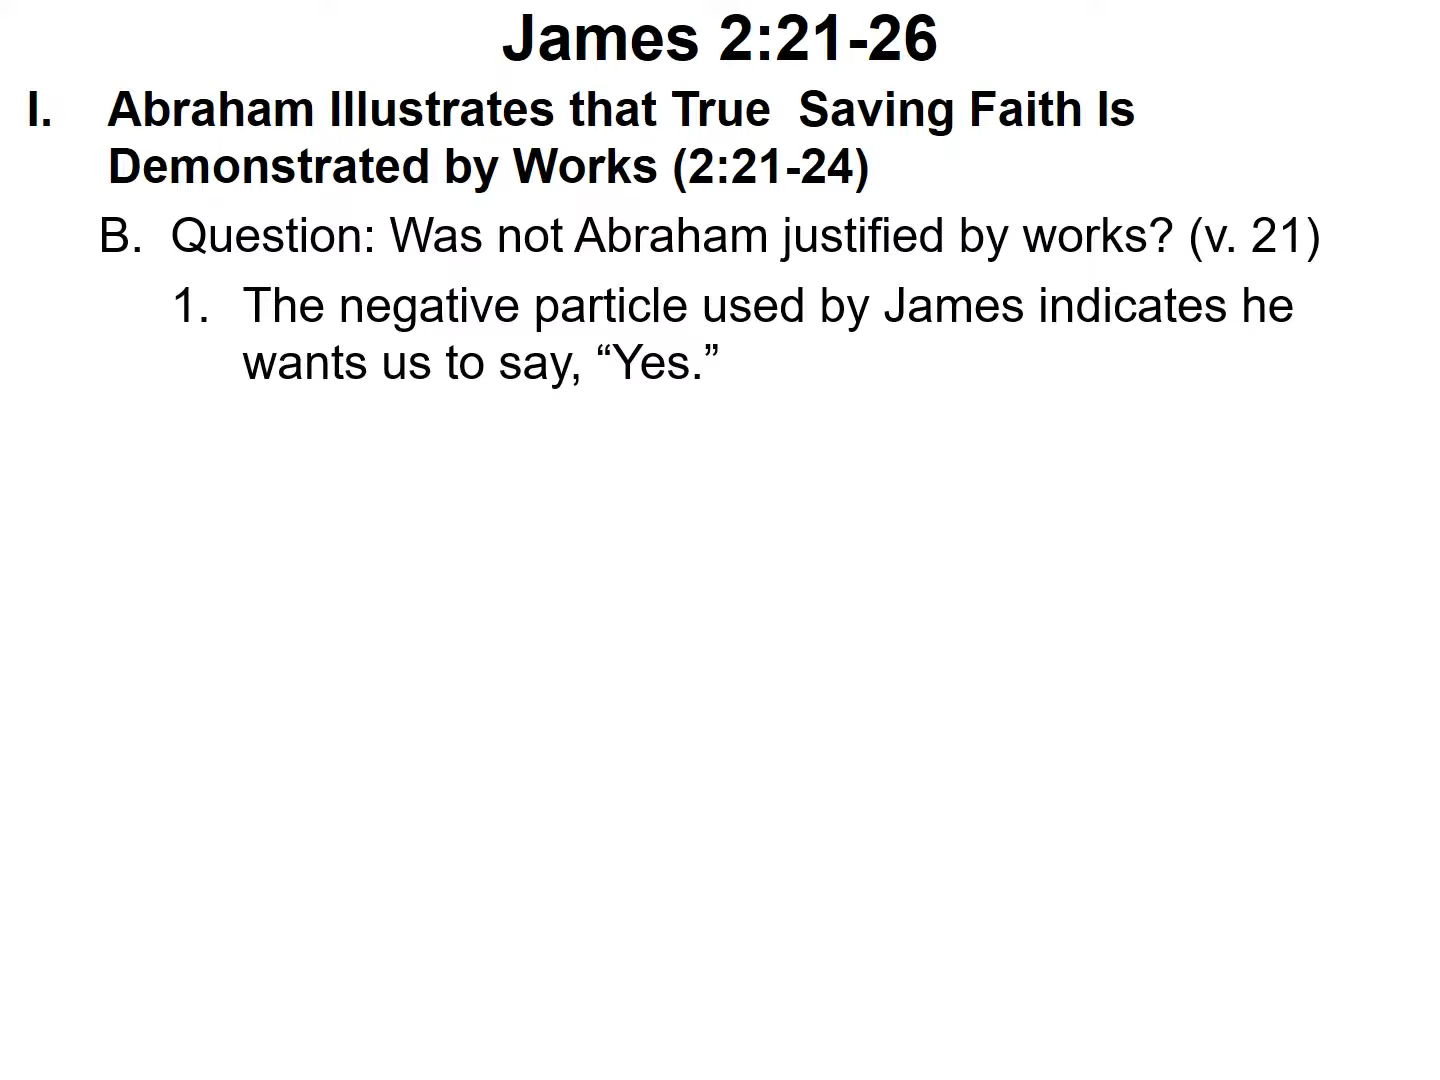 James 2:21-26
I. Abraham Illustrates that True  Saving Faith Is
Demonstrated by Works (2:21-24)
B. Question: Was not Abraham justified by works? (v. 21)
1. The negative particle used by James indicates he
wants us to say, “Yes.”